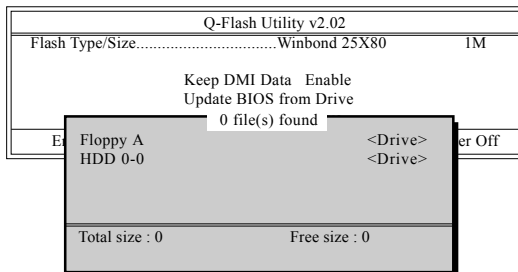 Q-Flash Utility v2.02
Flash Type/Size.................................Winbond 25X80 1M
Keep DMI Data Enable
Update BIOS from Drive
0 file(s) found
Floppy A <Drive>
HDD 0-0 <Drive>
Off
Total size : 0 Free size : 0